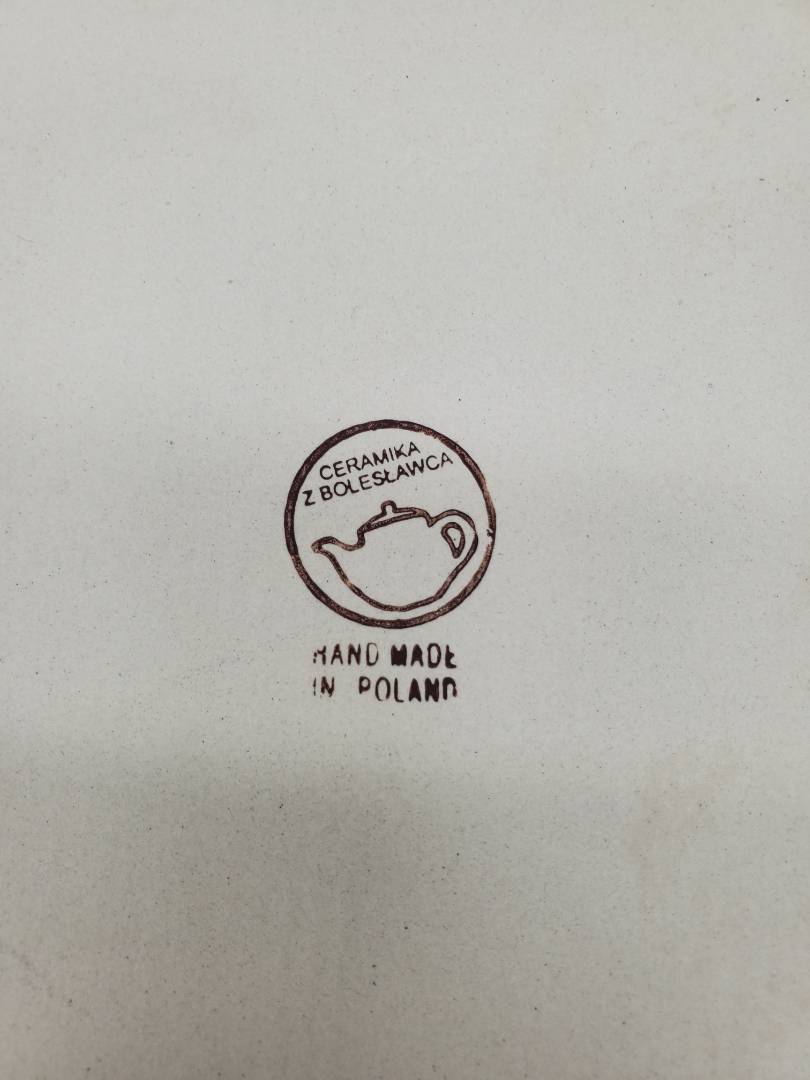 CERAMIKA
Z BOLESŁAWCA
HAND MADE
IN POLAND